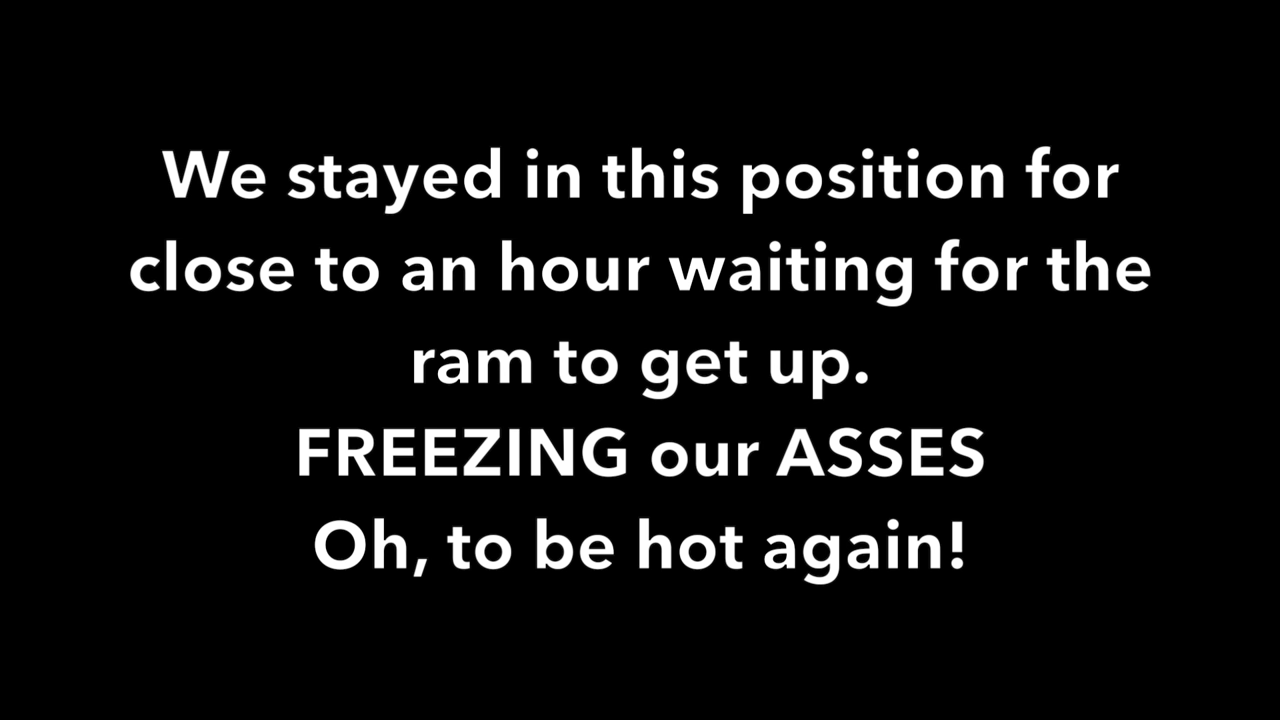 We stayed in this position for
close to an hour waiting for the
ram to get up.
FREEZING our ASSES
Oh, to be hot again!